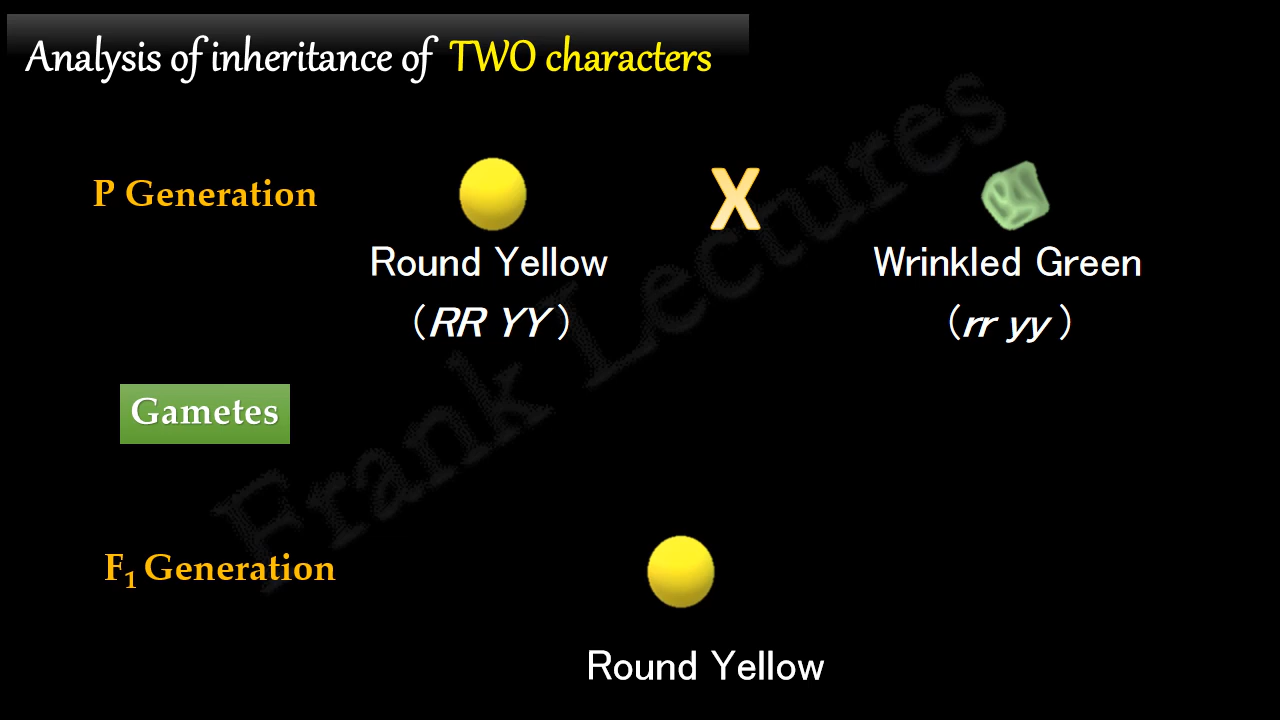 Analysis of inheritance of TWO characters
P Generation
X
Round Yellow
Wrinkled Green
(RR YY)
(rr yy)
Gametes
F₁ Generation
Round Yellow
Frank Lectures